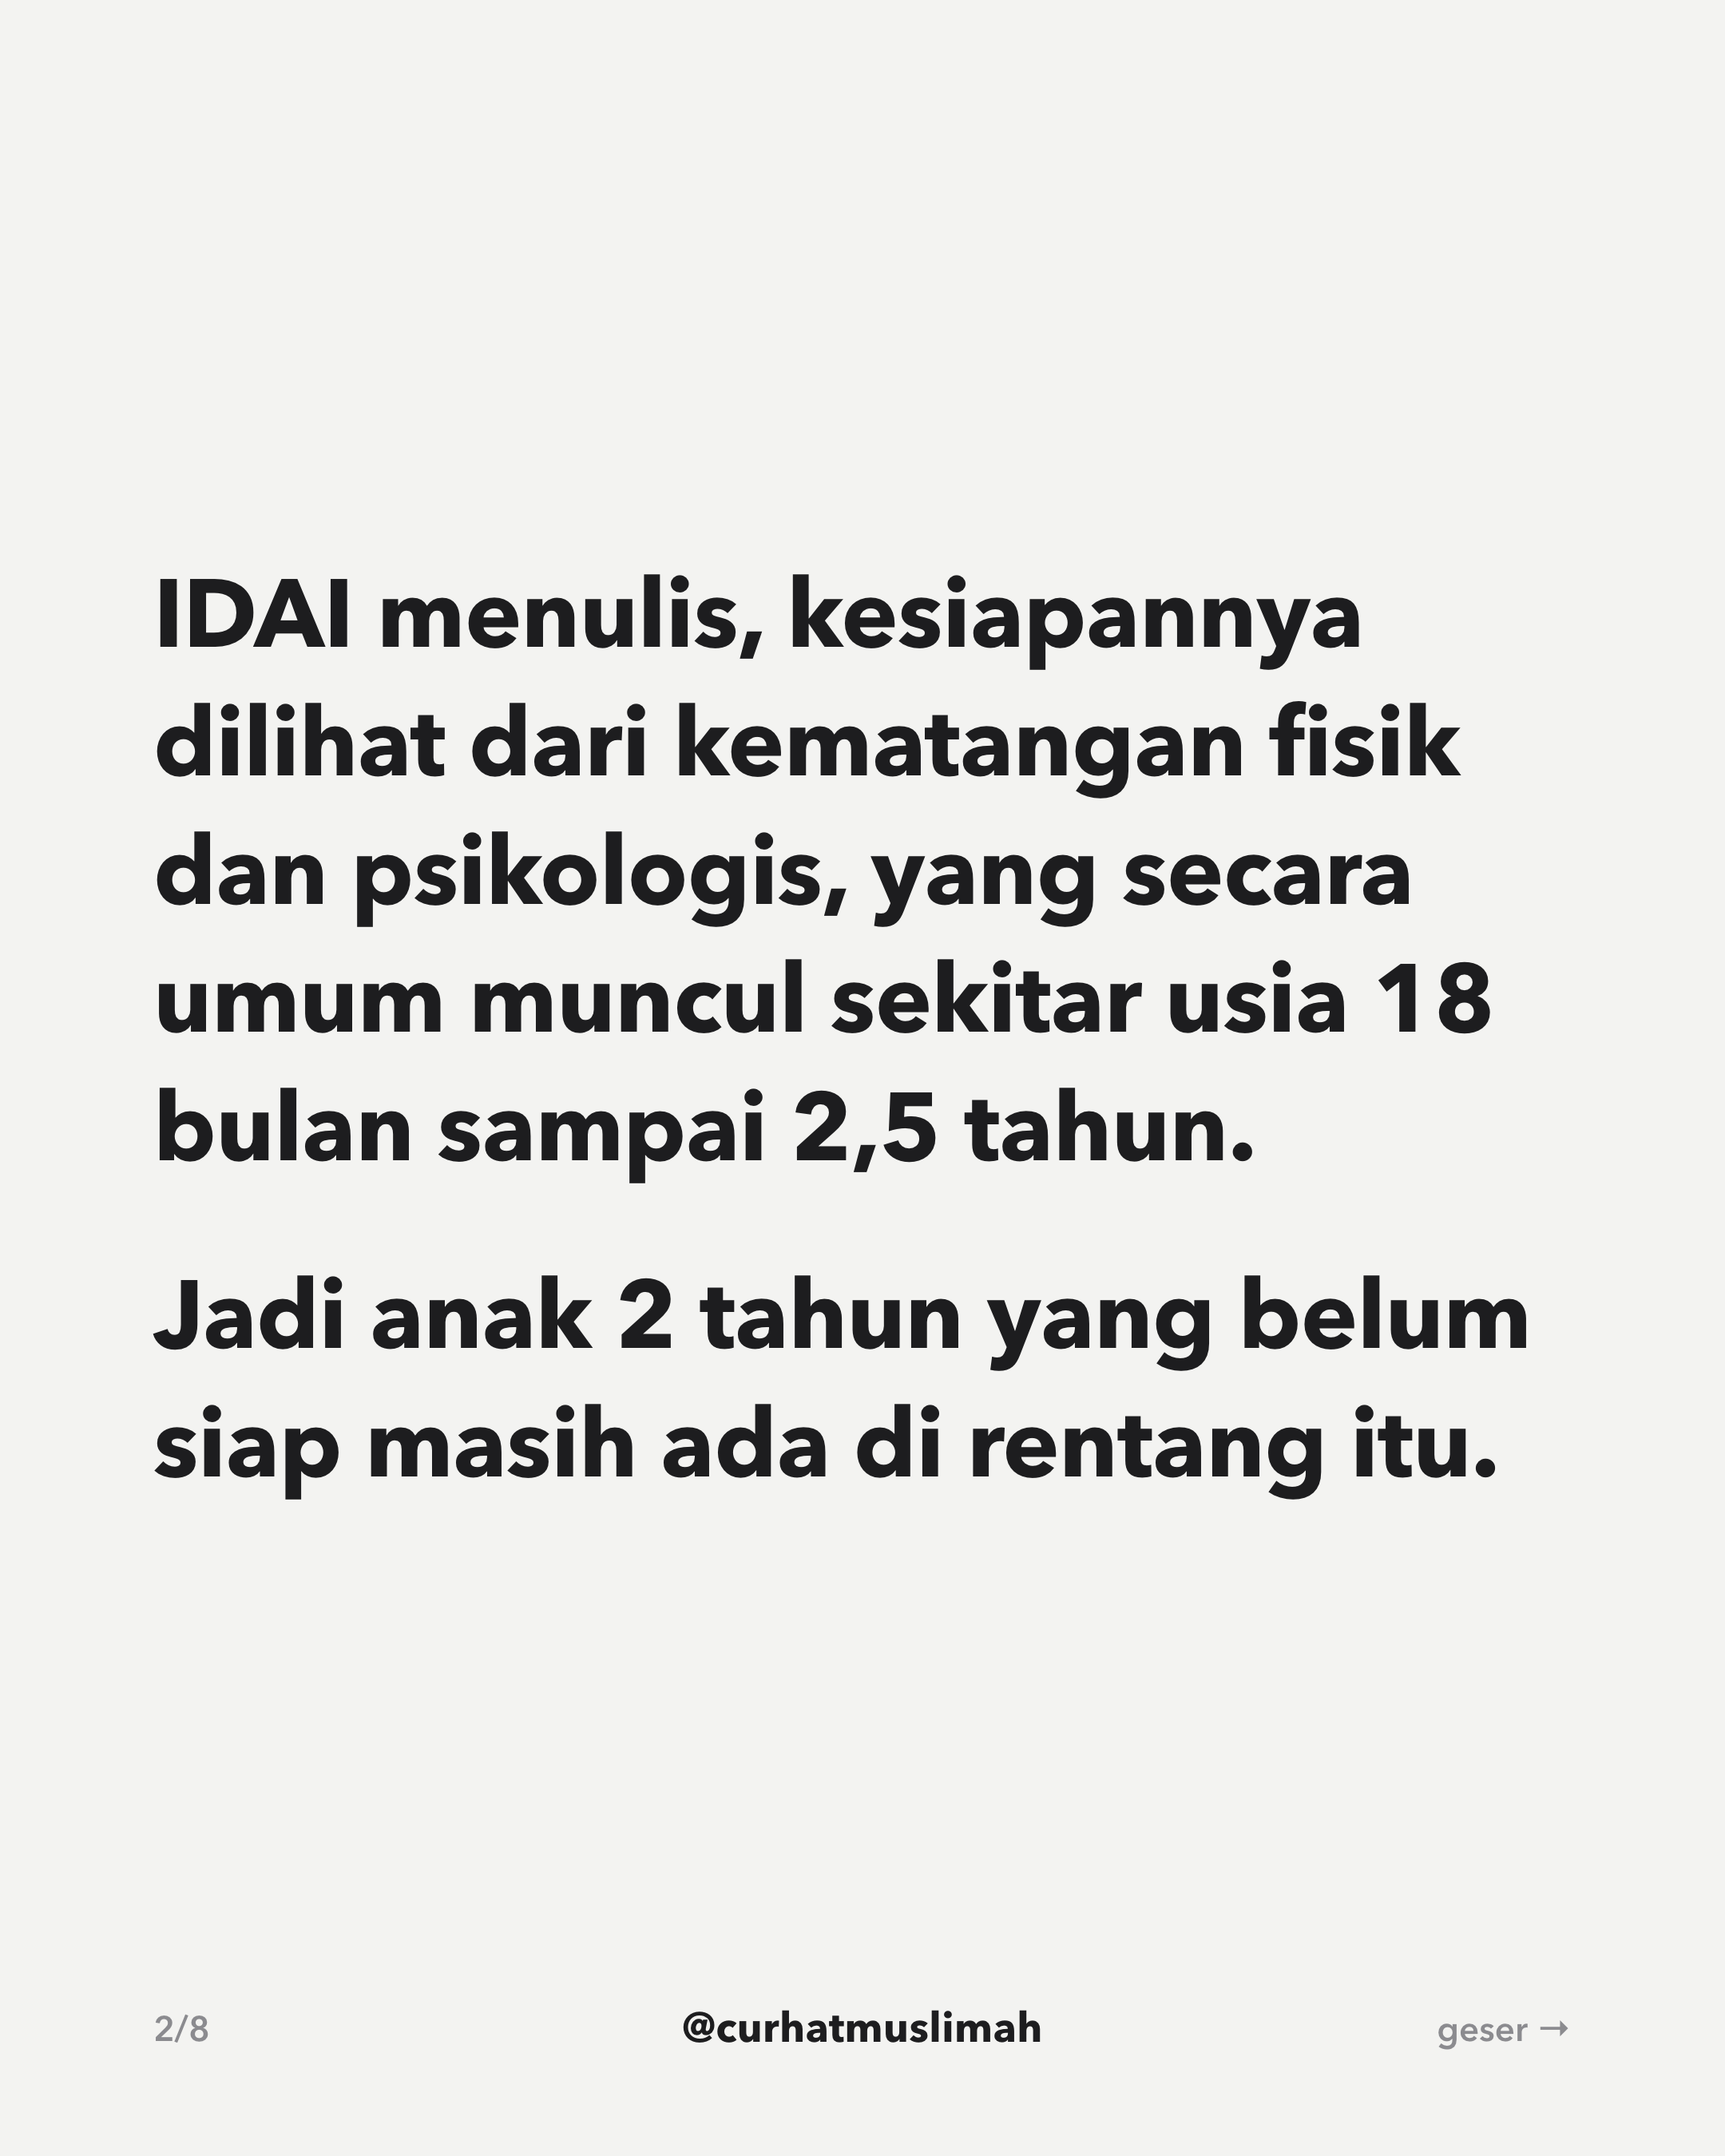 IDAI menulis, kesiapannya
dilihat dari kematangan fisik
dan psikologis, yang secara
umum muncul sekitar usia 18
bulan sampai 2,5 tahun.
Jadi anak 2 tahun yang belum
siap masih ada di rentang itu.
2/8
@curhatmuslimah
geser →